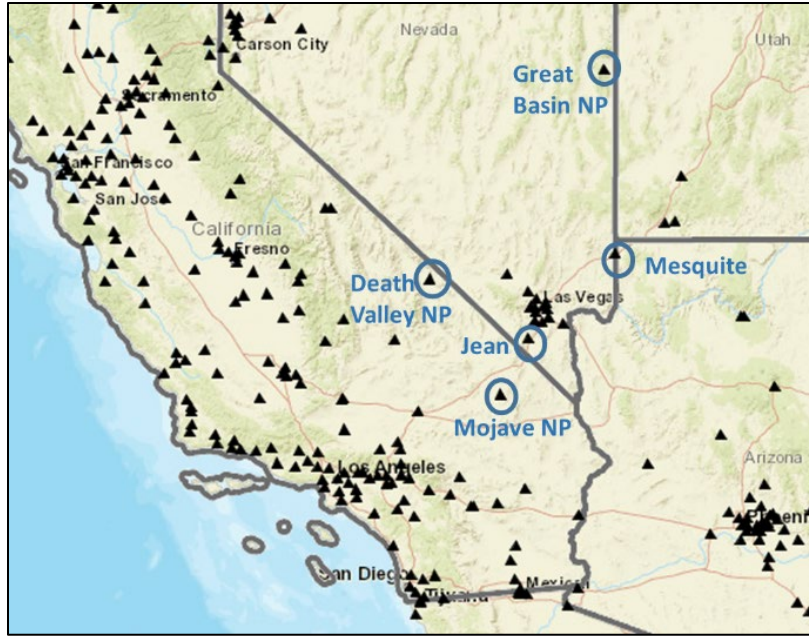 Nevada
Carson City
Utah
Great
Basin NP
Sacramento
San Francisco
San Jose
California
Fresno
Death
Valley NP
Mesquite
Las Vegas
Jean
Mojave NP
Los Angeles
Arizona
San Diego
Mexicali
Tijuana